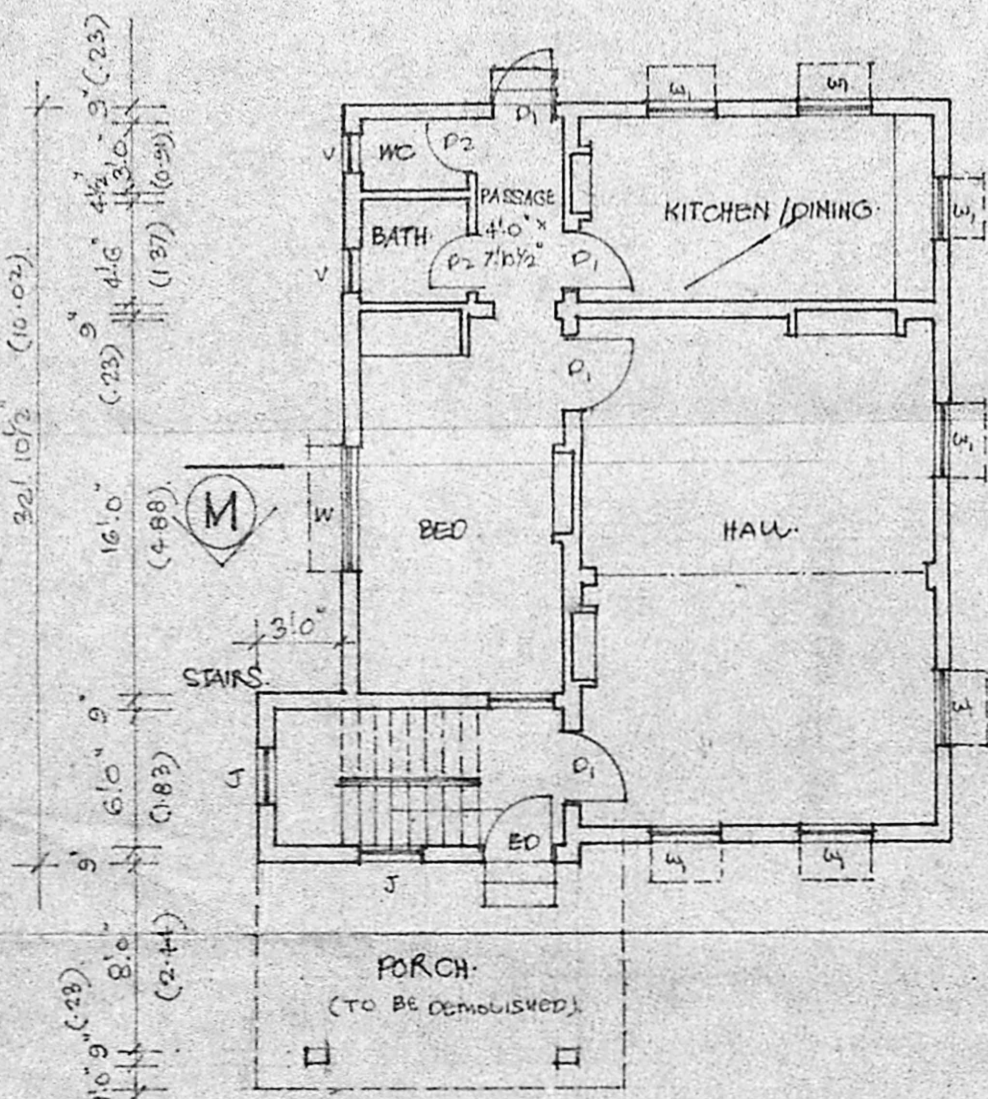 9" (.23)
3'.0"
(0.91)
4½"
4'.6"
(1.37)
9"
(.23)
32'.10½" (10.02)
16'.0"
(4.88)
9"
6'.0"
(1.83)
9"
8'.0"
(2.44)
9" (.23)
D1
W1
W1
V
WC
D2
PASSAGE
4'.0" x
7'.10½"
KITCHEN/DINING.
W1
BATH.
D2
D1
V
D1
W1
M
W
BED
HALL.
3'.0"
STAIRS.
D1
G
ED
J
PORCH.
(TO BE DEMOLISHED).